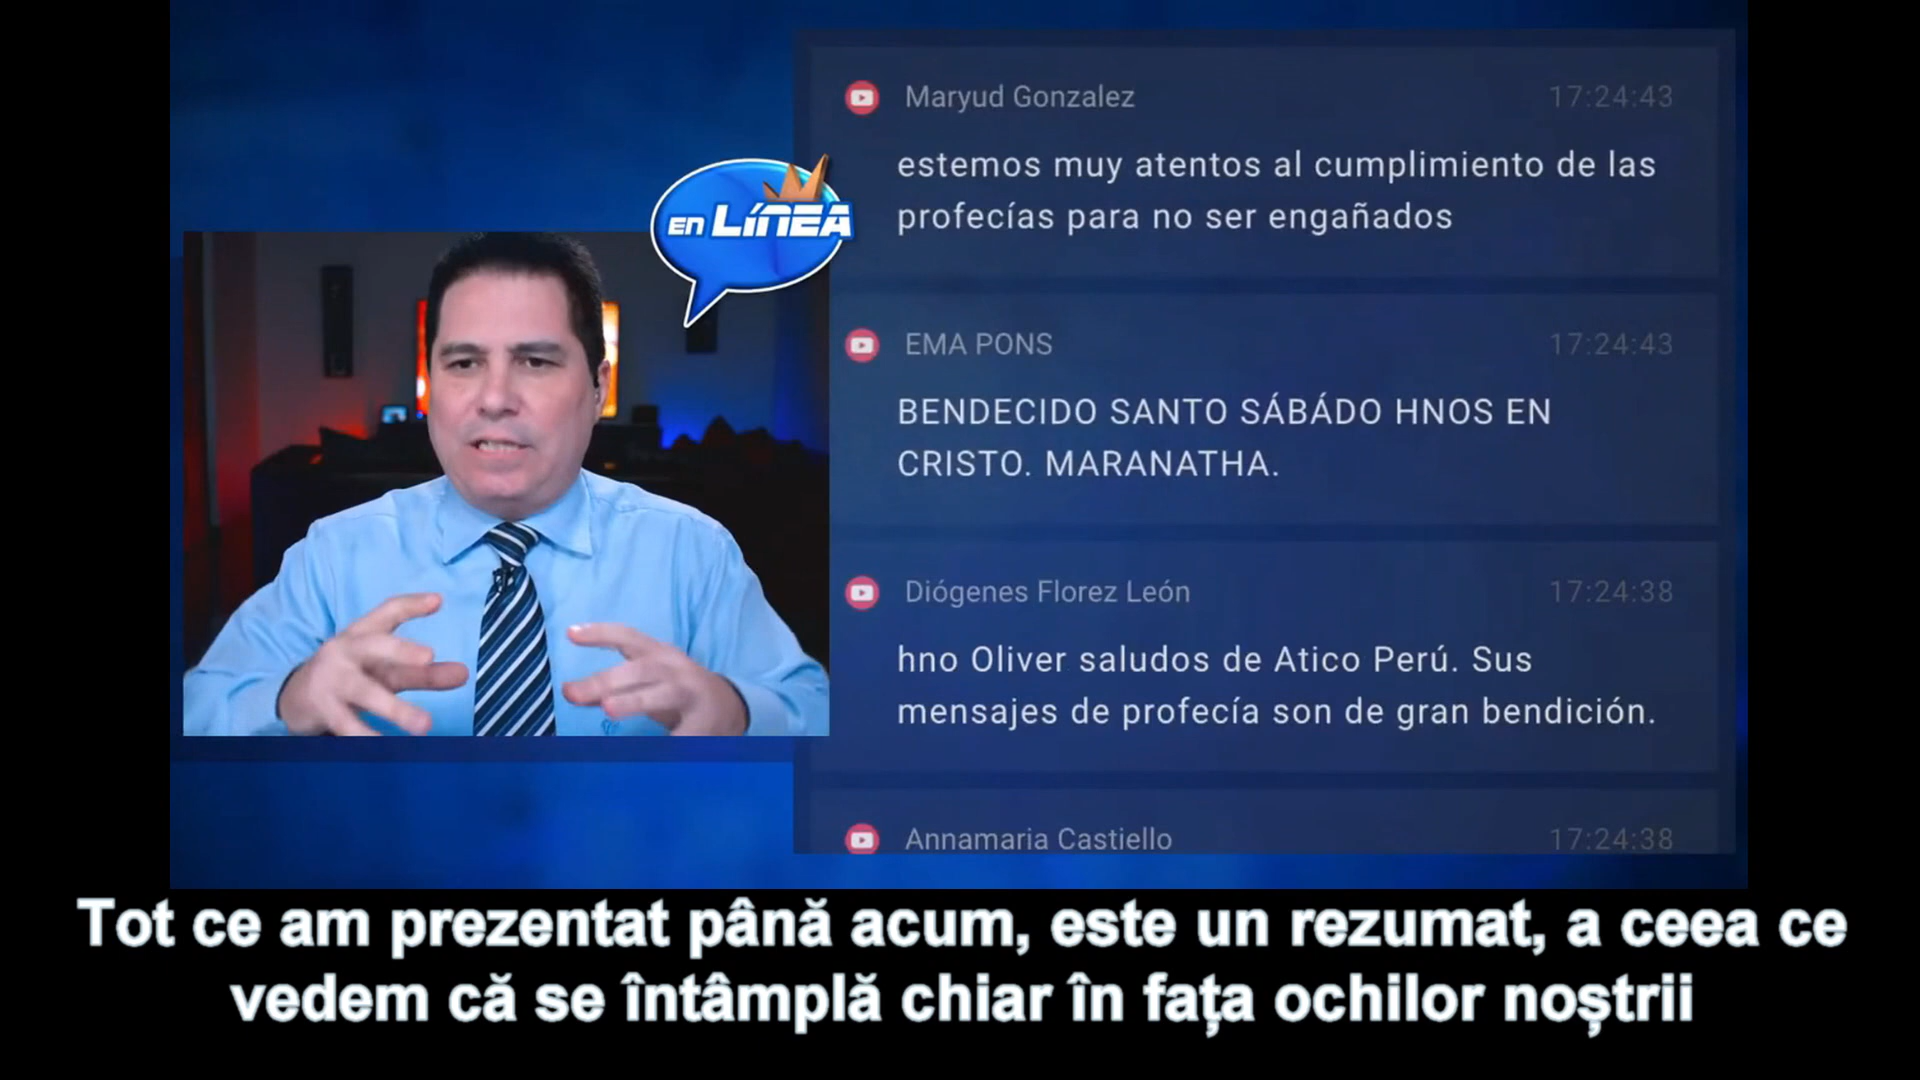 EN LÍNEA
Maryud Gonzalez 17:24:43
estemos muy atentos al cumplimiento de las
profecías para no ser engañados
EMA PONS 17:24:43
BENDECIDO SANTO SÁBÁDO HNOS EN
CRISTO. MARANATHA.
Diógenes Florez León 17:24:38
hno Oliver saludos de Atico Perú. Sus
mensajes de profecía son de gran bendición.
Annamaria Castiello 17:24:38
Tot ce am prezentat până acum, este un rezumat, a ceea ce
vedem că se întâmplă chiar în fața ochilor noștrii